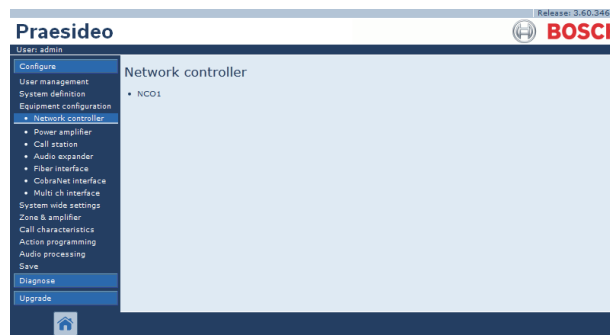 Release: 3.60.346
Praesideo
BOSCH
User: admin
Configure
User management
System definition
Equipment configuration
• Network controller
• Power amplifier
• Call station
• Audio expander
• Fiber interface
• CobraNet interface
• Multi ch interface
System wide settings
Zone & amplifier
Call characteristics
Action programming
Audio processing
Save
Diagnose
Upgrade
Network controller
• NCO1